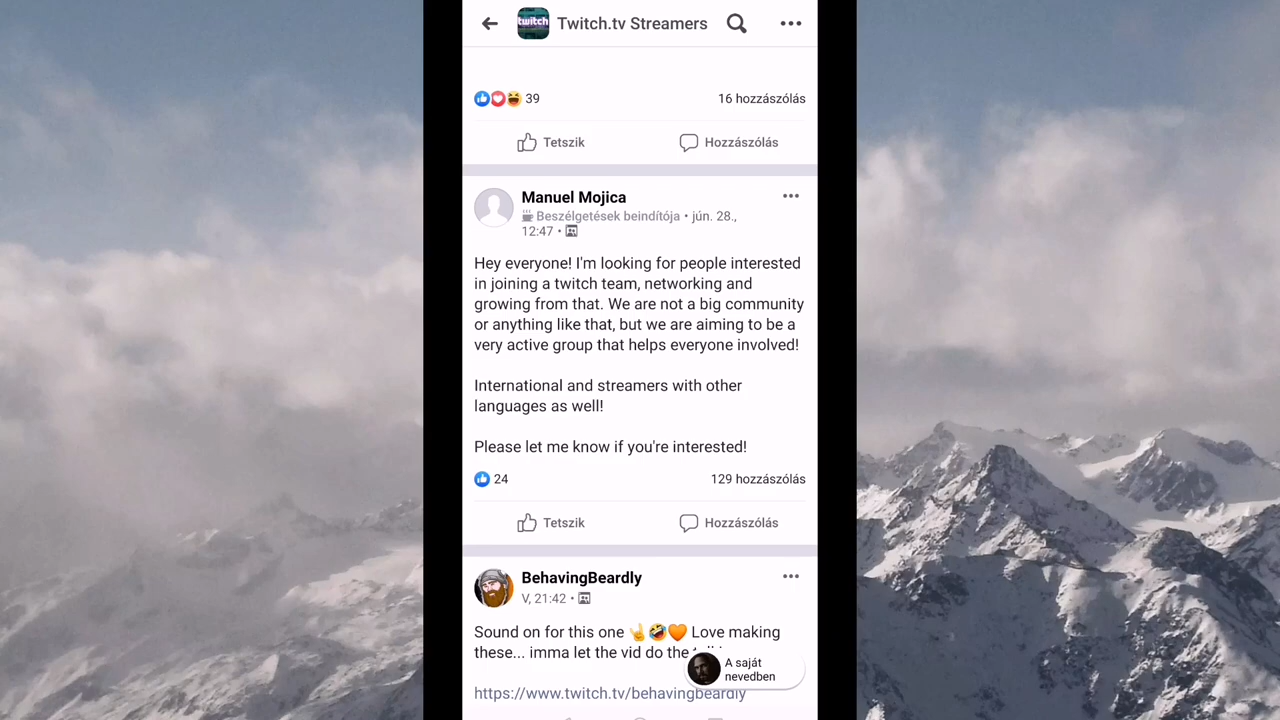 twitch
Twitch.tv Streamers
39
16 hozzászólás
Tetszik
Hozzászólás
Manuel Mojica
Beszélgetések beindítója • jún. 28.,
12:47 •
Hey everyone! I'm looking for people interested
in joining a twitch team, networking and
growing from that. We are not a big community
or anything like that, but we are aiming to be a
very active group that helps everyone involved!
International and streamers with other
languages as well!
Please let me know if you're interested!
24
129 hozzászólás
Tetszik
Hozzászólás
BehavingBeardly
V, 21:42 •
Sound on for this one 🤘🤣🧡 Love making
these... imma let the vid do the
A saját
nevedben
https://www.twitch.tv/behavingbeardly